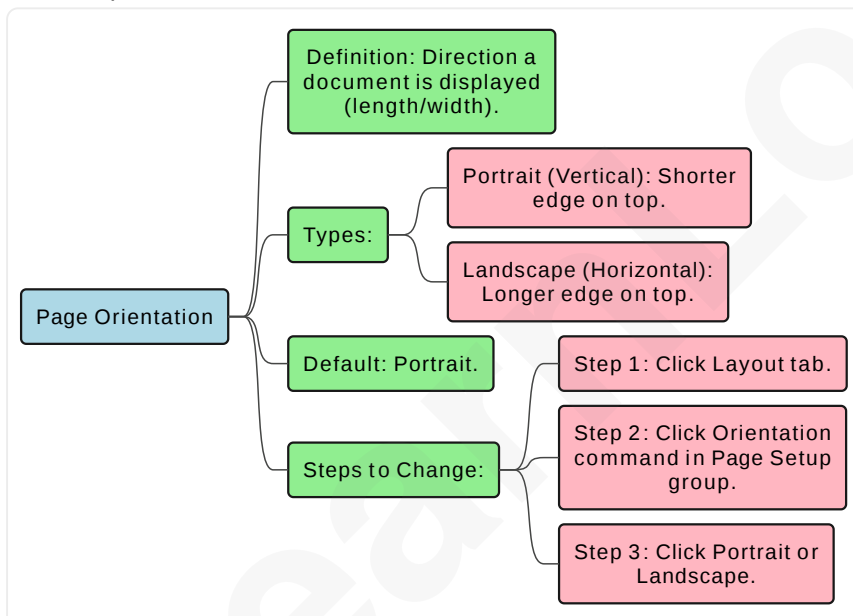 Definition: Direction a
document is displayed
(length/width).
Portrait (Vertical): Shorter
edge on top.
Types:
Landscape (Horizontal):
Longer edge on top.
Page Orientation
Default: Portrait.
Step 1: Click Layout tab.
Step 2: Click Orientation
command in Page Setup
group.
Steps to Change:
Step 3: Click Portrait or
Landscape.